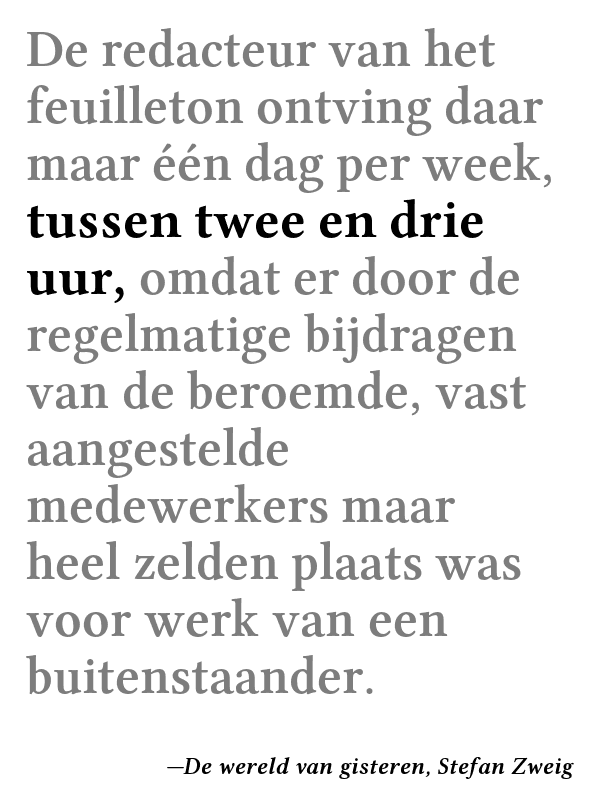 De redacteur van het
feuilleton ontving daar
maar één dag per week,
tussen twee en drie
uur, omdat er door de
regelmatige bijdragen
van de beroemde, vast
aangestelde
medewerkers maar
heel zelden plaats was
voor werk van een
buitenstaander.
—De wereld van gisteren, Stefan Zweig